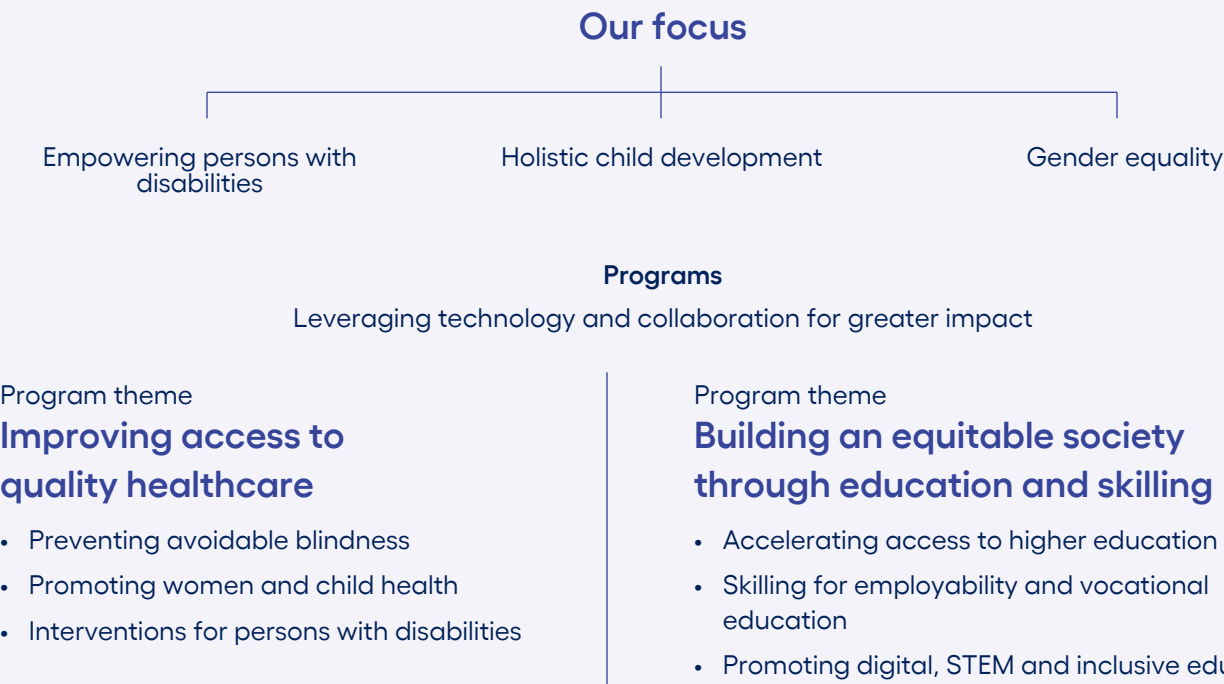 Our focus
Empowering persons with
disabilities
Holistic child development
Gender equality
Programs
Leveraging technology and collaboration for greater impact
Program theme
Improving access to
quality healthcare
• Preventing avoidable blindness
• Promoting women and child health
• Interventions for persons with disabilities
Program theme
Building an equitable society
through education and skilling
• Accelerating access to higher education
• Skilling for employability and vocational
education
• Promoting digital, STEM and inclusive